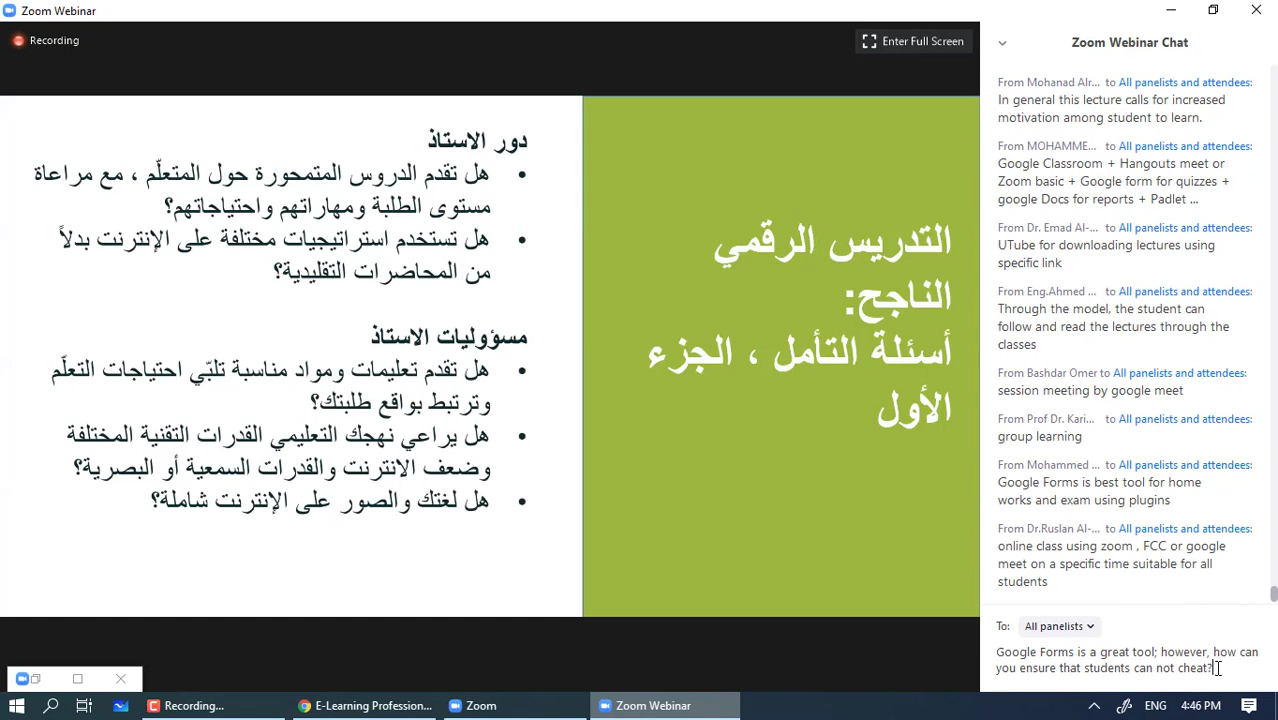 Zoom Webinar
Recording
Enter Full Screen
دور الاستاذ
• هل تقدم الدروس المتمحورة حول المتعلّم ، مع مراعاة
مستوى الطلبة ومهاراتهم واحتياجاتهم؟
• هل تستخدم استراتيجيات مختلفة على الإنترنت بدلاً
من المحاضرات التقليدية؟
مسؤوليات الاستاذ
• هل تقدم تعليمات ومواد مناسبة تلبّي احتياجات التعلّم
وترتبط بواقع طلبتك؟
• هل يراعي نهجك التعليمي القدرات التقنية المختلفة
وضعف الانترنت والقدرات السمعية أو البصرية؟
• هل لغتك والصور على الإنترنت شاملة؟
التدريس الرقمي
الناجح:
أسئلة التأمل ، الجزء
الأول
Zoom Webinar Chat
From Mohanad Alr... to All panelists and attendees:
In general this lecture calls for increased
motivation among student to learn.
From MOHAMME... to All panelists and attendees:
Google Classroom + Hangouts meet or
Zoom basic + Google form for quizzes +
google Docs for reports + Padlet ...
From Dr. Emad Al-... to All panelists and attendees:
UTube for downloading lectures using
specific link
From Eng.Ahmed ... to All panelists and attendees:
Through the model, the student can
follow and read the lectures through the
classes
From Bashdar Omer to All panelists and attendees:
session meeting by google meet
From Prof Dr. Kari... to All panelists and attendees:
group learning
From Mohammed ... to All panelists and attendees:
Google Forms is best tool for home
works and exam using plugins
From Dr.Ruslan Al-... to All panelists and attendees:
online class using zoom , FCC or google
meet on a specific time suitable for all
students
To: All panelists
Google Forms is a great tool; however, how can
you ensure that students can not cheat?
Recording...
E-Learning Profession...
Zoom
Zoom Webinar
ENG
4:46 PM